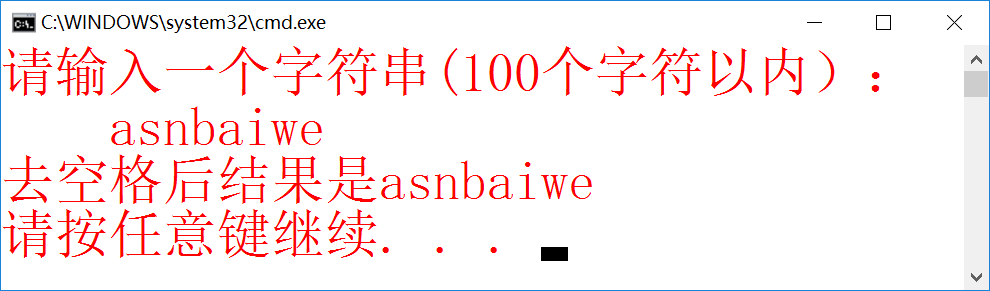 C:\WINDOWS\system32\cmd.exe
请输入一个字符串(100个字符以内）：
    asnbaiwe
去空格后结果是asnbaiwe
请按任意键继续. . .